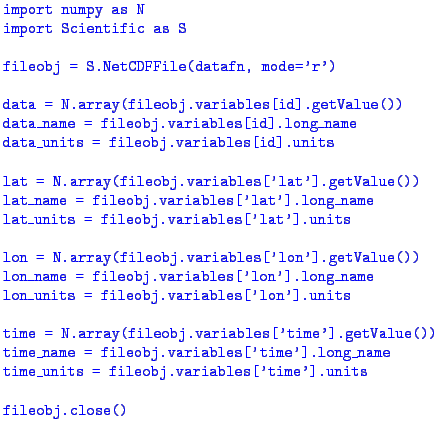 import numpy as N
import Scientific as S
fileobj = S.NetCDFFile(datafn, mode='r')
data = N.array(fileobj.variables[id].getValue())
data_name = fileobj.variables[id].long_name
data_units = fileobj.variables[id].units
lat = N.array(fileobj.variables['lat'].getValue())
lat_name = fileobj.variables['lat'].long_name
lat_units = fileobj.variables['lat'].units
lon = N.array(fileobj.variables['lon'].getValue())
lon_name = fileobj.variables['lon'].long_name
lon_units = fileobj.variables['lon'].units
time = N.array(fileobj.variables['time'].getValue())
time_name = fileobj.variables['time'].long_name
time_units = fileobj.variables['time'].units
fileobj.close()